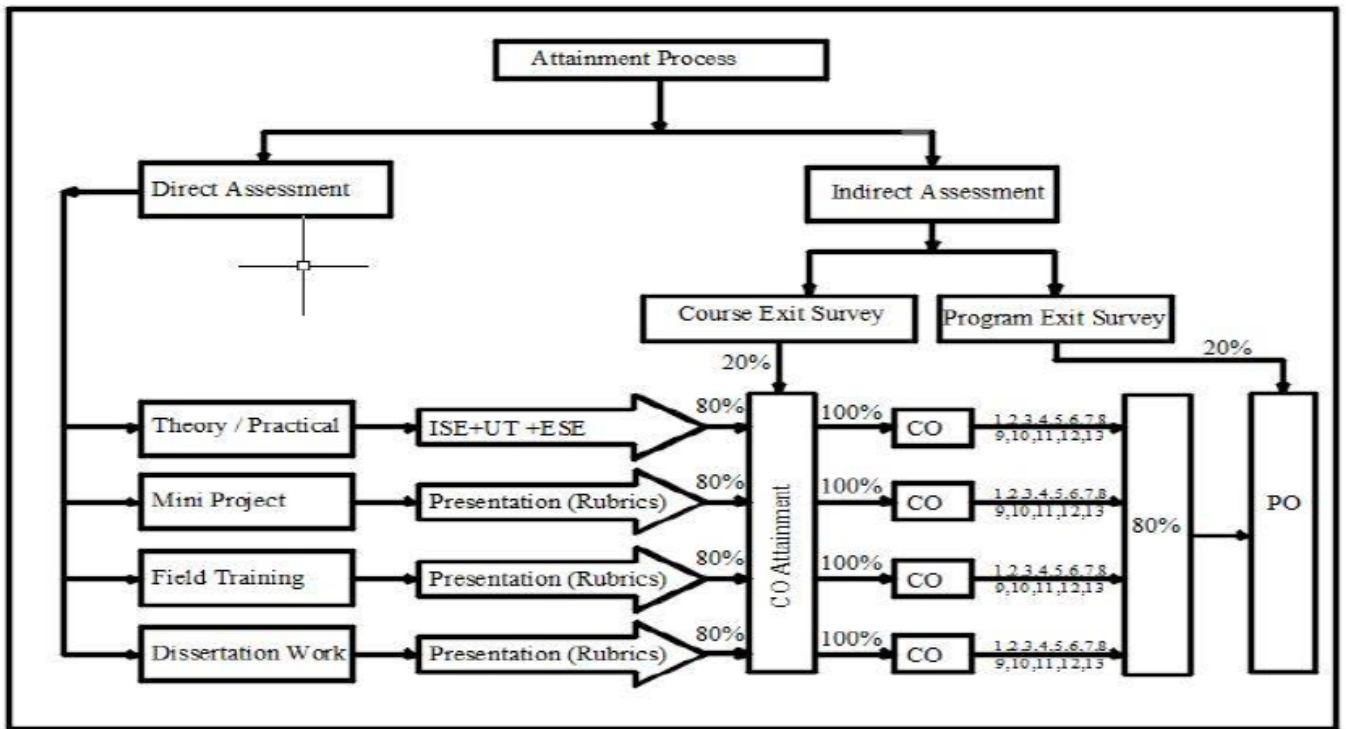 Attainment Process
Direct Assessment
Indirect Assessment
Course Exit Survey
Program Exit Survey
20%
20%
Theory / Practical
ISE+UT +ESE
80%
100%
CO
1,2,3,4,5,6,7,8
9,10,11,12,13
Mini Project
Presentation (Rubrics)
80%
100%
CO
1,2,3,4,5,6,7,8
9,10,11,12,13
CO Attainment
80%
PO
Field Training
Presentation (Rubrics)
80%
100%
CO
1,2,3,4,5,6,7,8
9,10,11,12,13
Dissertation Work
Presentation (Rubrics)
80%
100%
CO
1,2,3,4,5,6,7,8
9,10,11,12,13